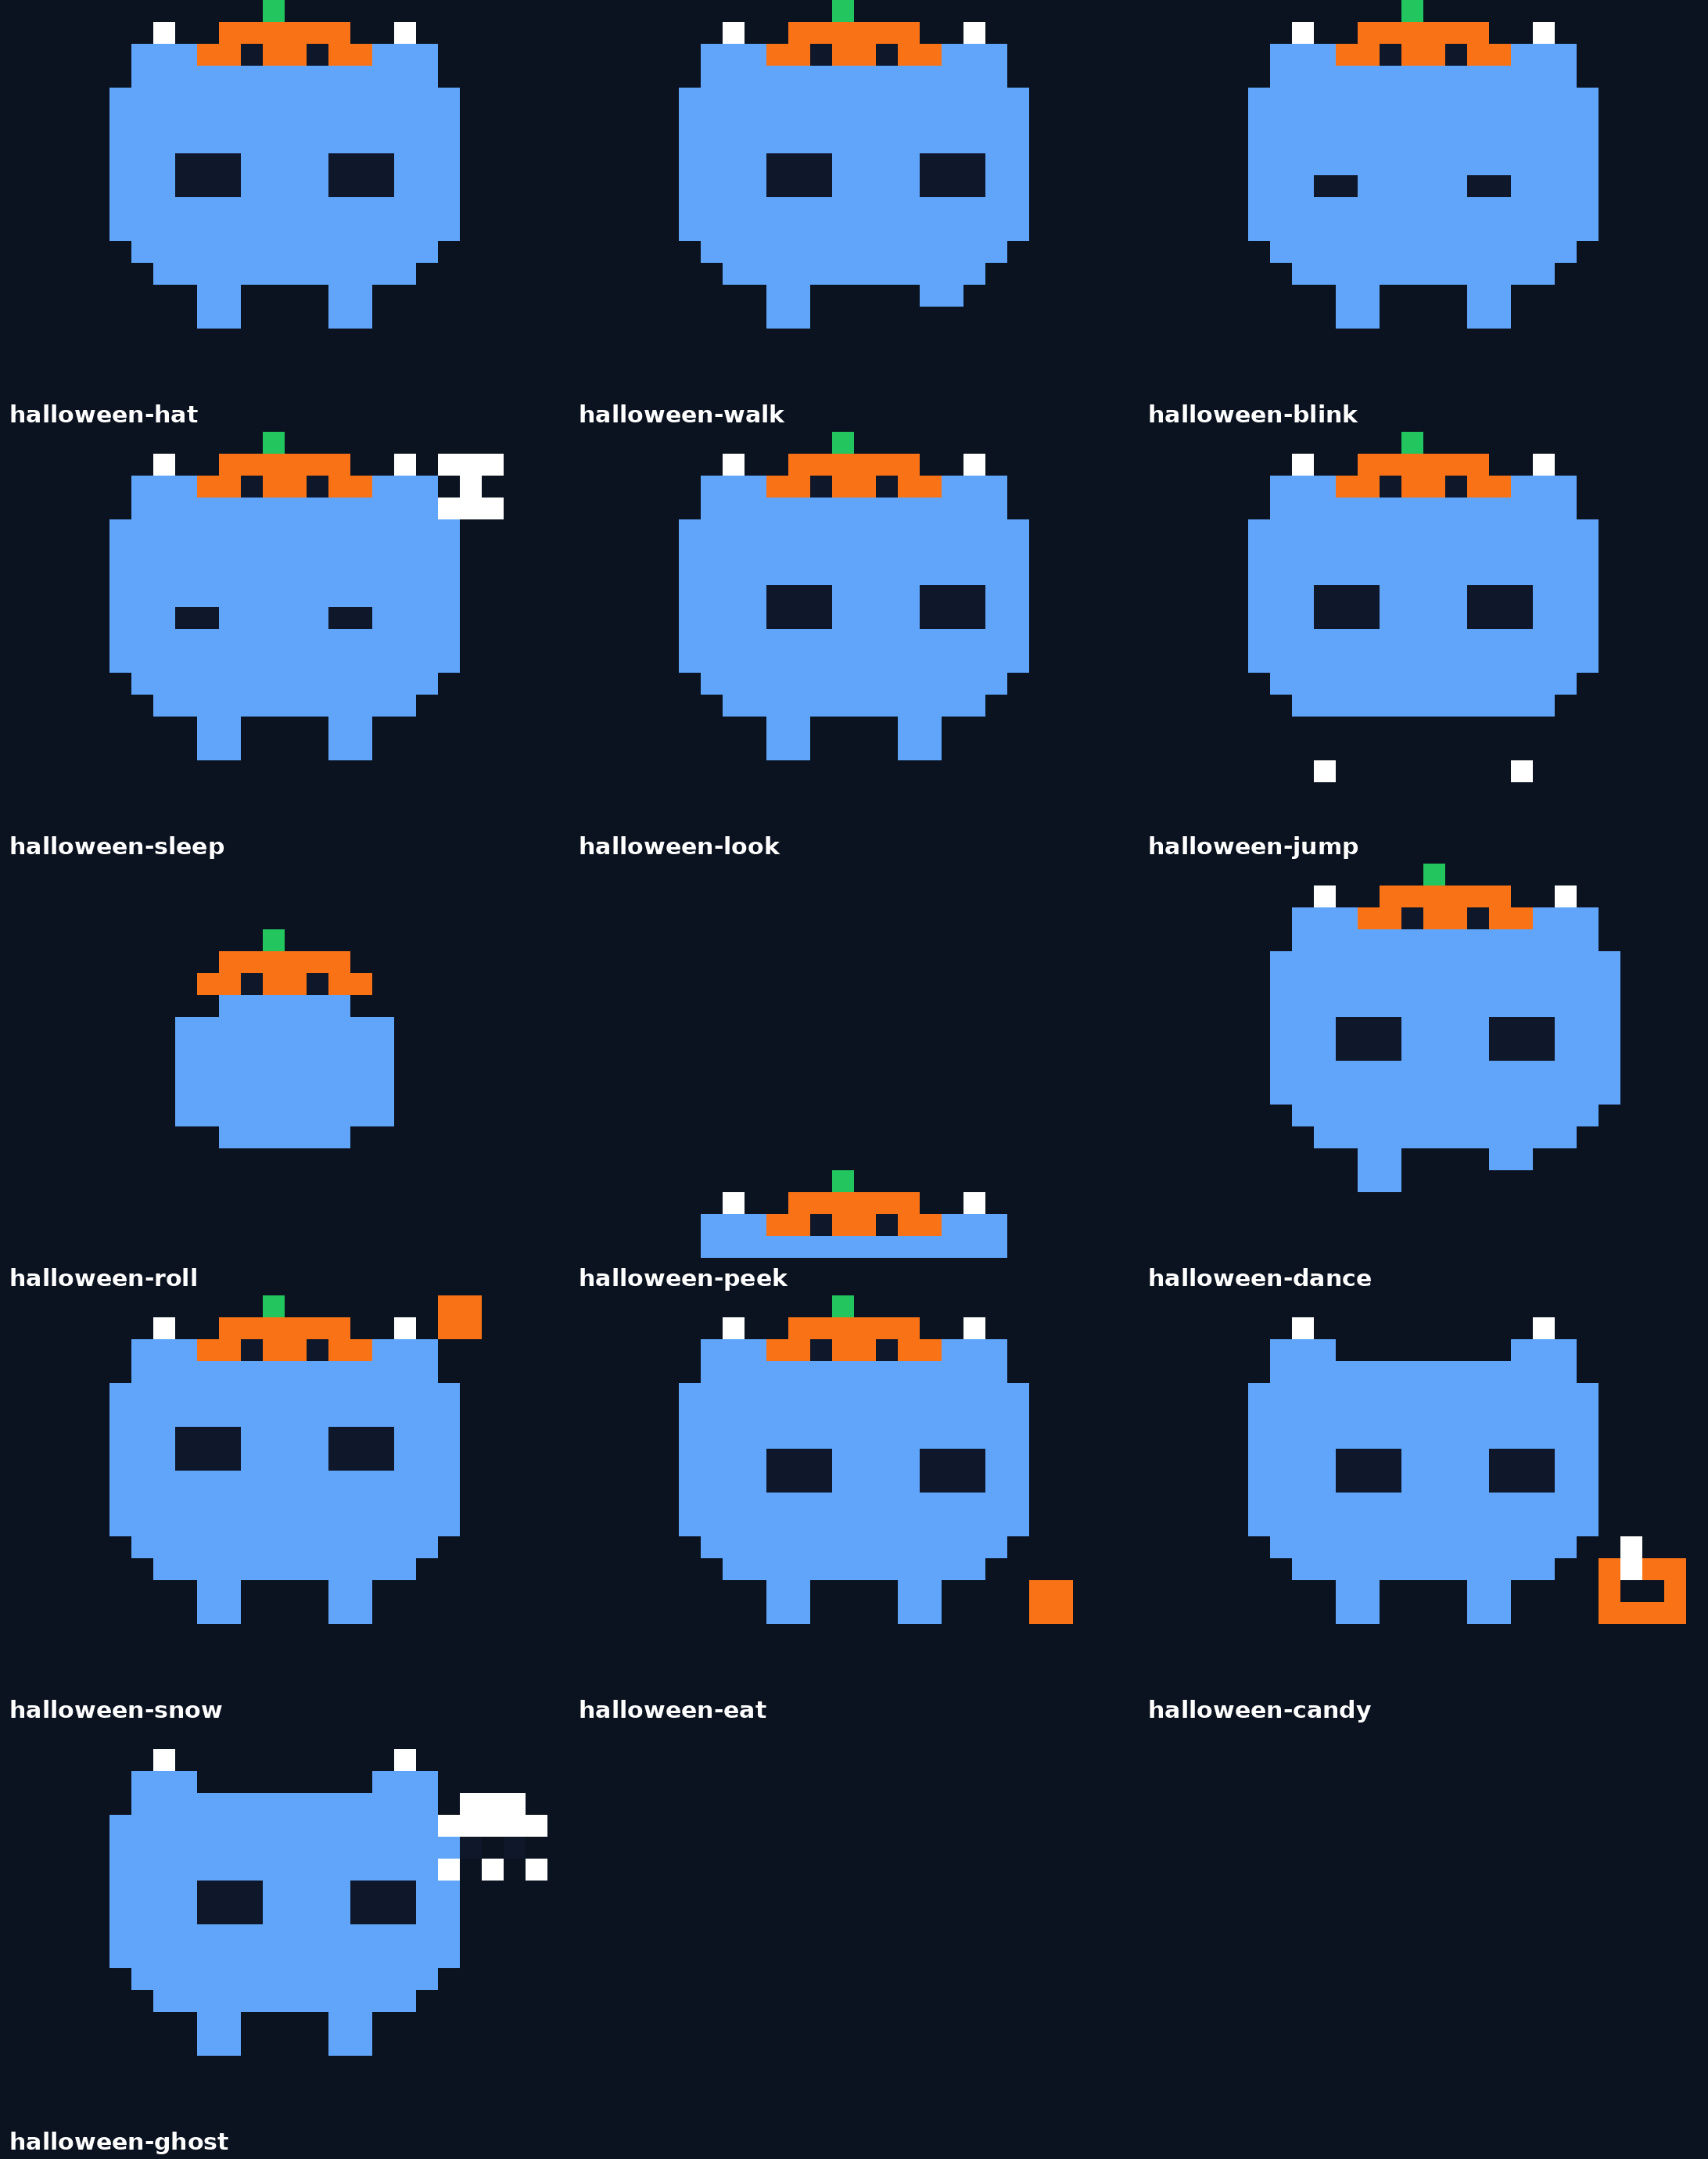 halloween-hat
halloween-walk
halloween-blink
halloween-sleep
halloween-look
halloween-jump
halloween-roll
halloween-peek
halloween-dance
halloween-snow
halloween-eat
halloween-candy
halloween-ghost